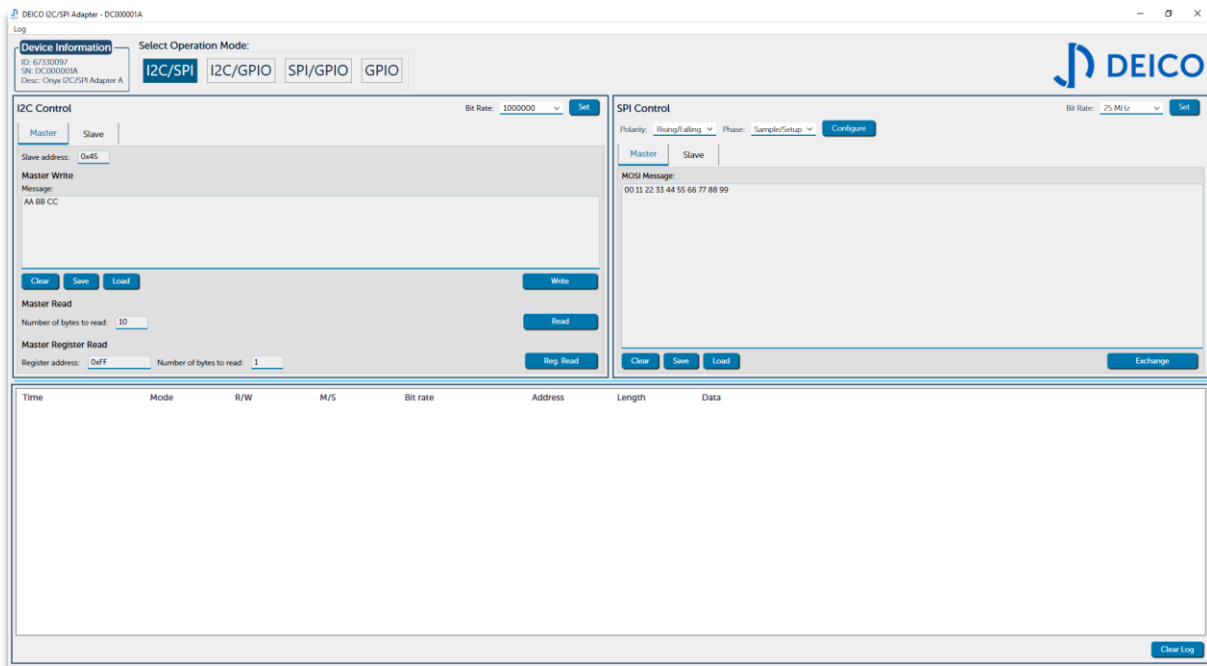 DEICO I2C/SPI Adapter - DC000001A
Log
Device Information
ID: 67330097
SN: DC000001A
Desc: Onyx I2C/SPI Adapter A
Select Operation Mode:
I2C/SPI I2C/GPIO SPI/GPIO GPIO
DEICO
I2C Control
Bit Rate: 1000000 Set
Master Slave
Slave address: 0x45
Master Write
Message:
AA BB CC
Clear Save Load Write
Master Read
Number of bytes to read: 10 Read
Master Register Read
Register address: 0xFF Number of bytes to read: 1 Reg. Read
SPI Control
Bit Rate: 25 MHz Set
Polarity: Rising/Falling Phase: Sample/Setup Configure
Master Slave
MOSI Message:
00 11 22 33 44 55 66 77 88 99
Clear Save Load Exchange
Time Mode R/W M/S Bit rate Address Length Data
Clear Log